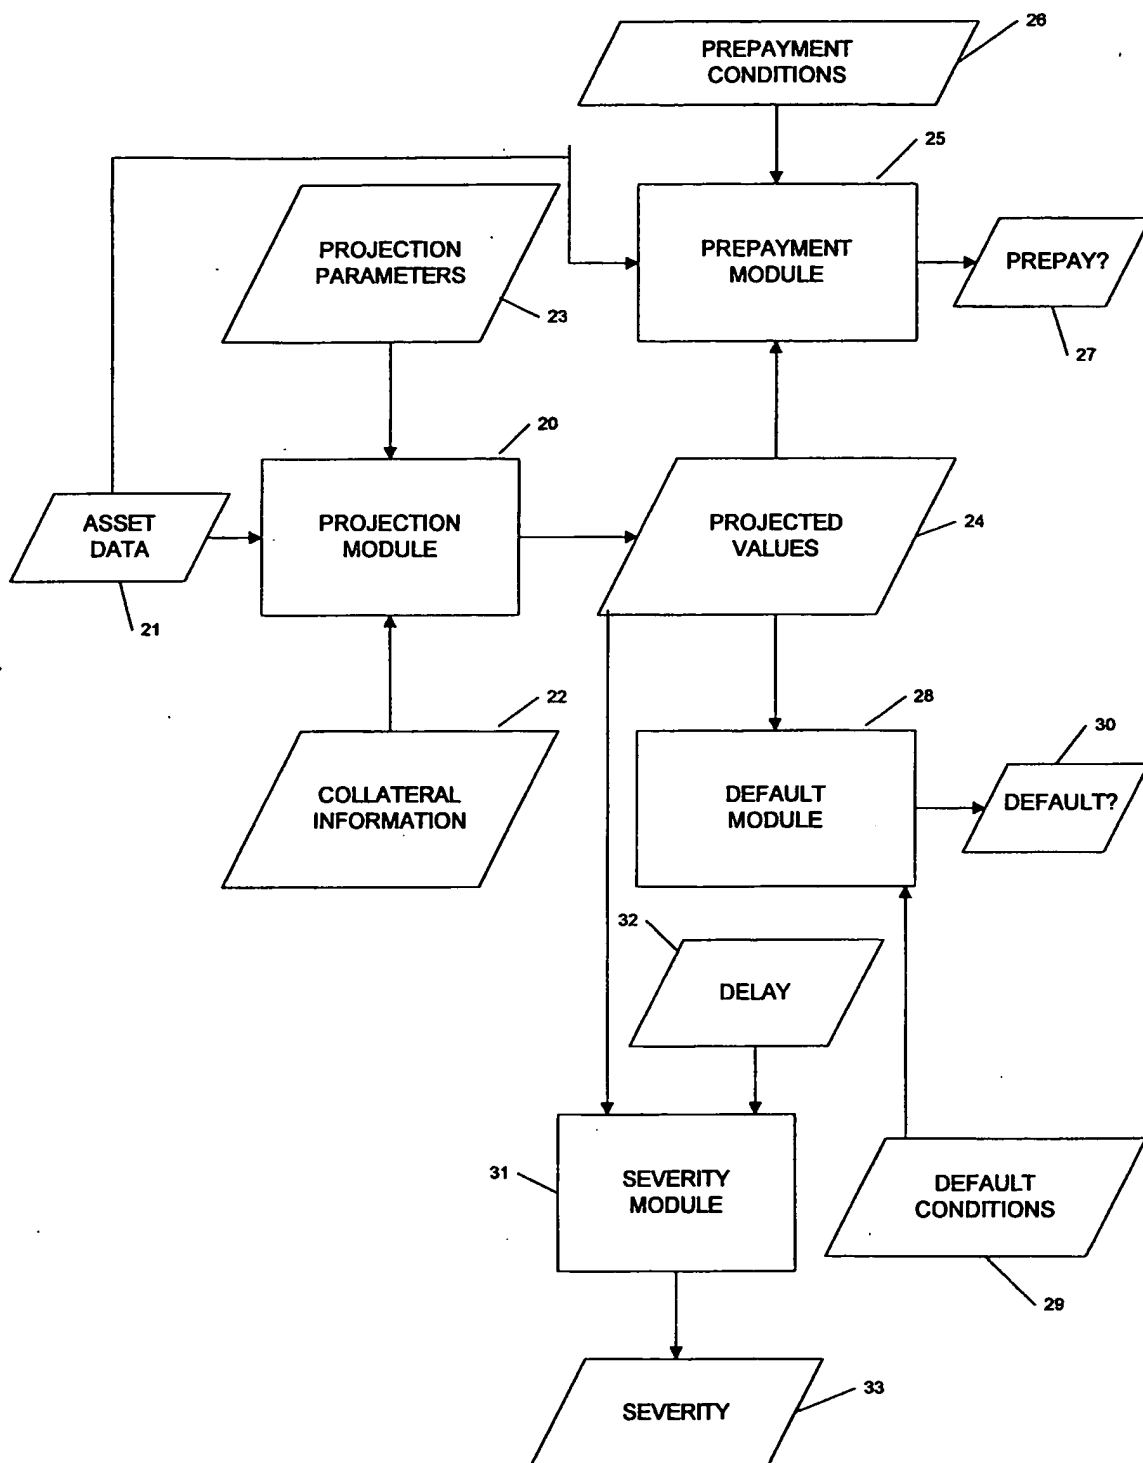 26
PREPAYMENT
CONDITIONS
25
PROJECTION
PARAMETERS
23
PREPAYMENT
MODULE
PREPAY?
27
20
ASSET
DATA
21
PROJECTION
MODULE
PROJECTED
VALUES
24
22
COLLATERAL
INFORMATION
28
DEFAULT
MODULE
30
DEFAULT?
32
DELAY
31
SEVERITY
MODULE
DEFAULT
CONDITIONS
29
SEVERITY
33